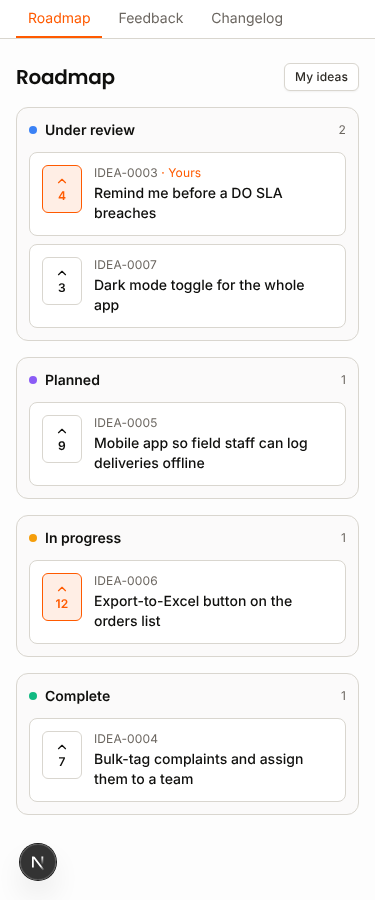 Roadmap
Feedback
Changelog
Roadmap
My ideas
Under review
2
4
IDEA-0003 · Yours
Remind me before a DO SLA
breaches
3
IDEA-0007
Dark mode toggle for the whole
app
Planned
1
9
IDEA-0005
Mobile app so field staff can log
deliveries offline
In progress
1
12
IDEA-0006
Export-to-Excel button on the
orders list
Complete
1
7
IDEA-0004
Bulk-tag complaints and assign
them to a team
N